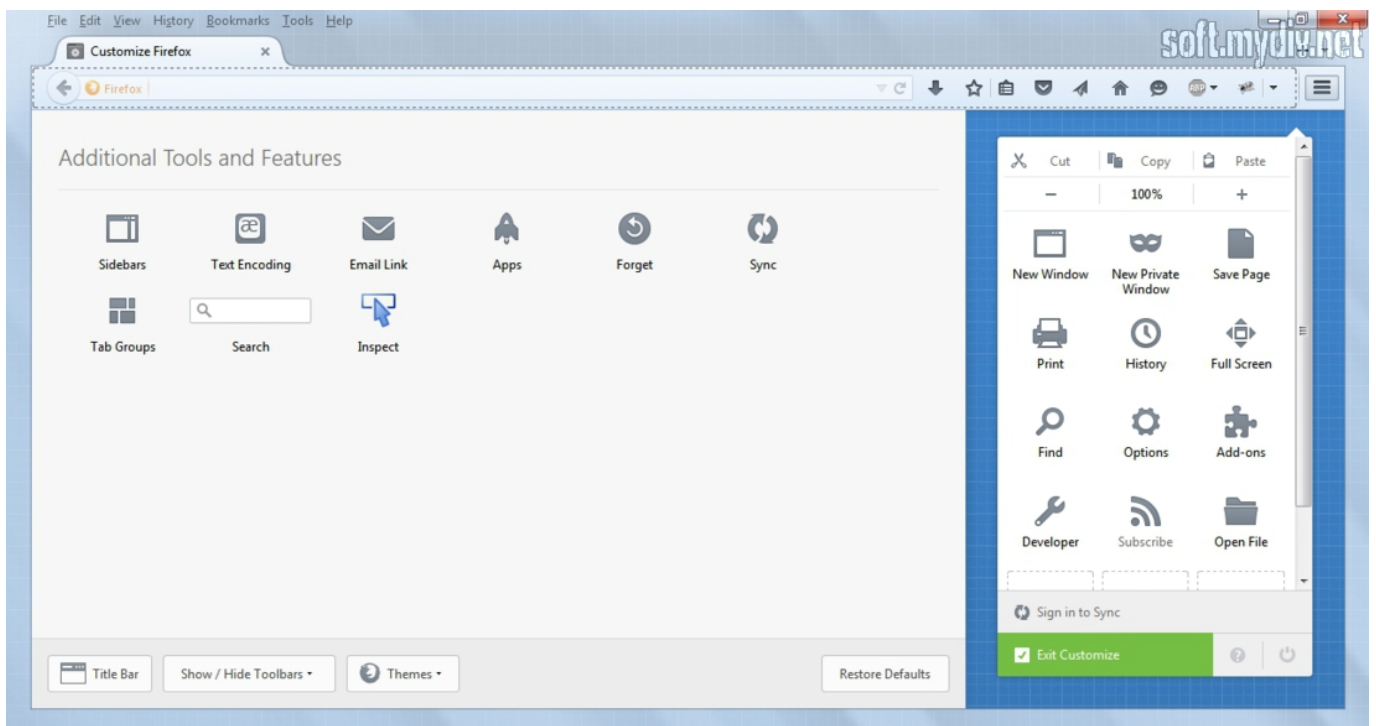 File Edit View History Bookmarks Tools Help
soft.mydiv.net
Customize Firefox
Firefox
ABP
Additional Tools and Features
Cut Copy Paste
100%
æ
Sidebars Text Encoding Email Link Apps Forget Sync
New Window New Private Window Save Page
Tab Groups Search Inspect
Print History Full Screen
Find Options Add-ons
Developer Subscribe Open File
Sign in to Sync
Exit Customize
Title Bar Show / Hide Toolbars Themes Restore Defaults